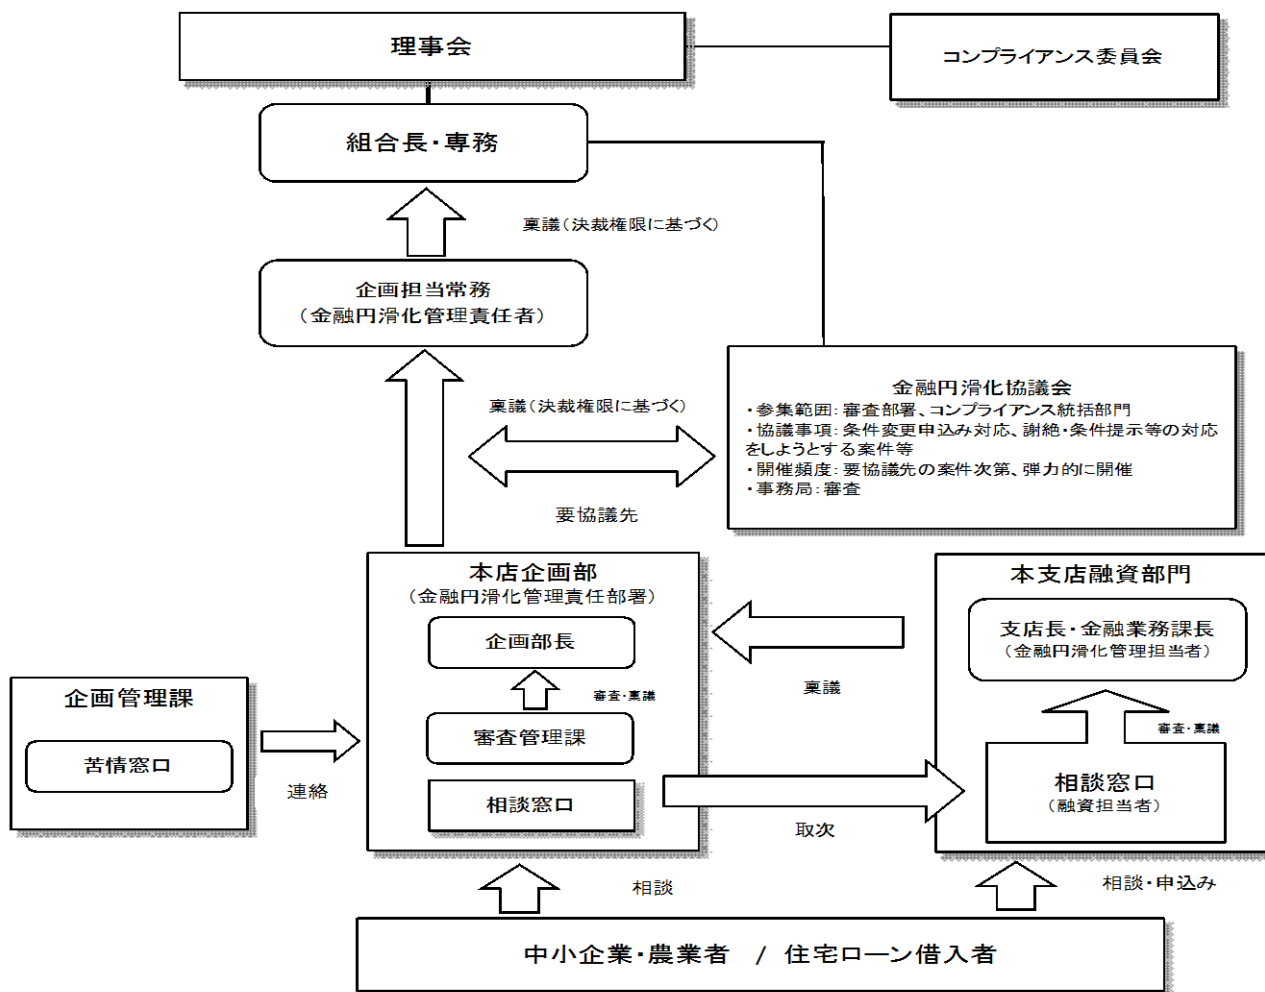 理事会
コンプライアンス委員会
組合長・専務
稟議(決裁権限に基づく)
企画担当常務
(金融円滑化管理責任者)
金融円滑化協議会
・参集範囲:審査部署、コンプライアンス統括部門
・協議事項:条件変更申込み対応、謝絶・条件提示等の対応
をしようとする案件等
・開催頻度:要協議先の案件次第、弾力的に開催
・事務局:審査
稟議(決裁権限に基づく)
要協議先
本店企画部
(金融円滑化管理責任部署)
企画部長
審査・稟議
審査管理課
相談窓口
本支店融資部門
支店長・金融業務課長
(金融円滑化管理担当者)
審査・稟議
相談窓口
(融資担当者)
稟議
企画管理課
苦情窓口
連絡
取次
相談
相談・申込み
中小企業・農業者 / 住宅ローン借入者